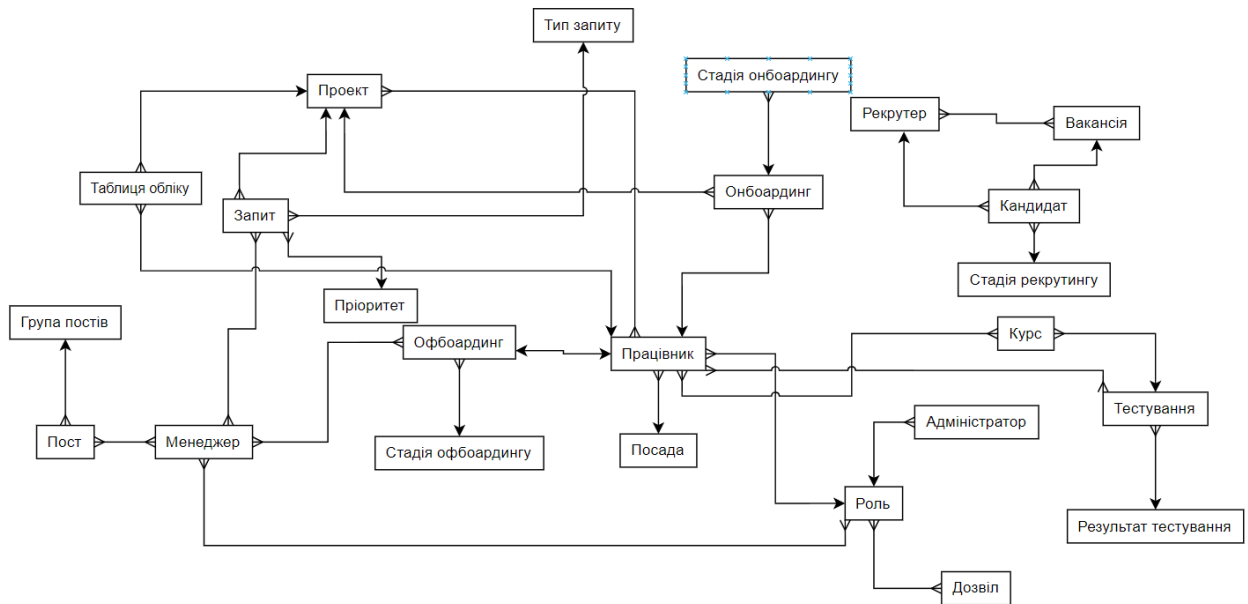 Тип запиту
Стадія онбоардингу
Проект
Рекрутер
Вакансія
Таблиця обліку
Онбоардинг
Запит
Кандидат
Стадія рекрутингу
Пріоритет
Група постів
Офбоардинг
Працівник
Курс
Тестування
Адміністратор
Пост
Менеджер
Стадія офбоардингу
Посада
Роль
Результат тестування
Дозвіл